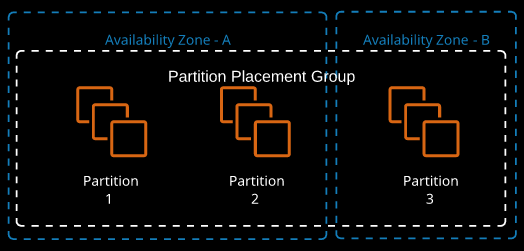 Availability Zone - A
Availability Zone - B
Partition Placement Group
Partition
1
Partition
2
Partition
3